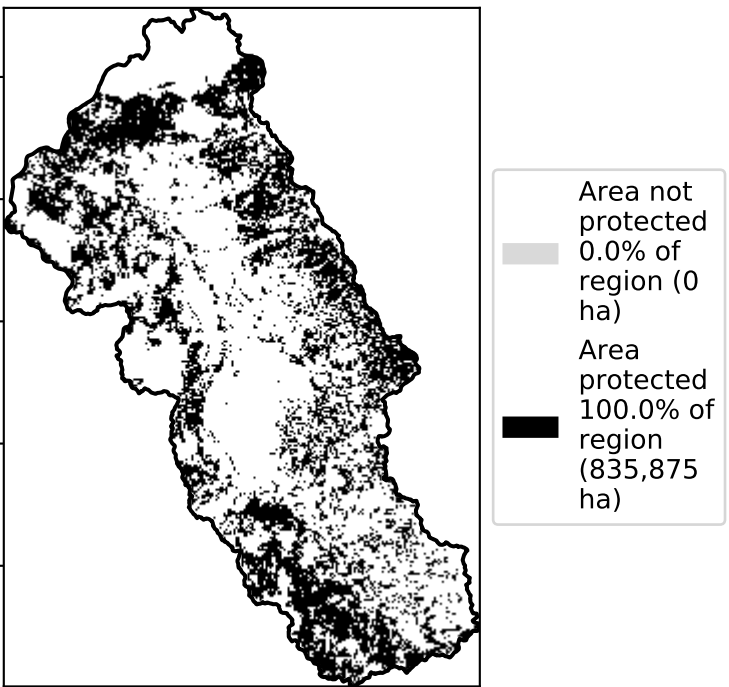 Area not
protected
0.0% of
region (0
ha)
Area
protected
100.0% of
region
(835,875
ha)